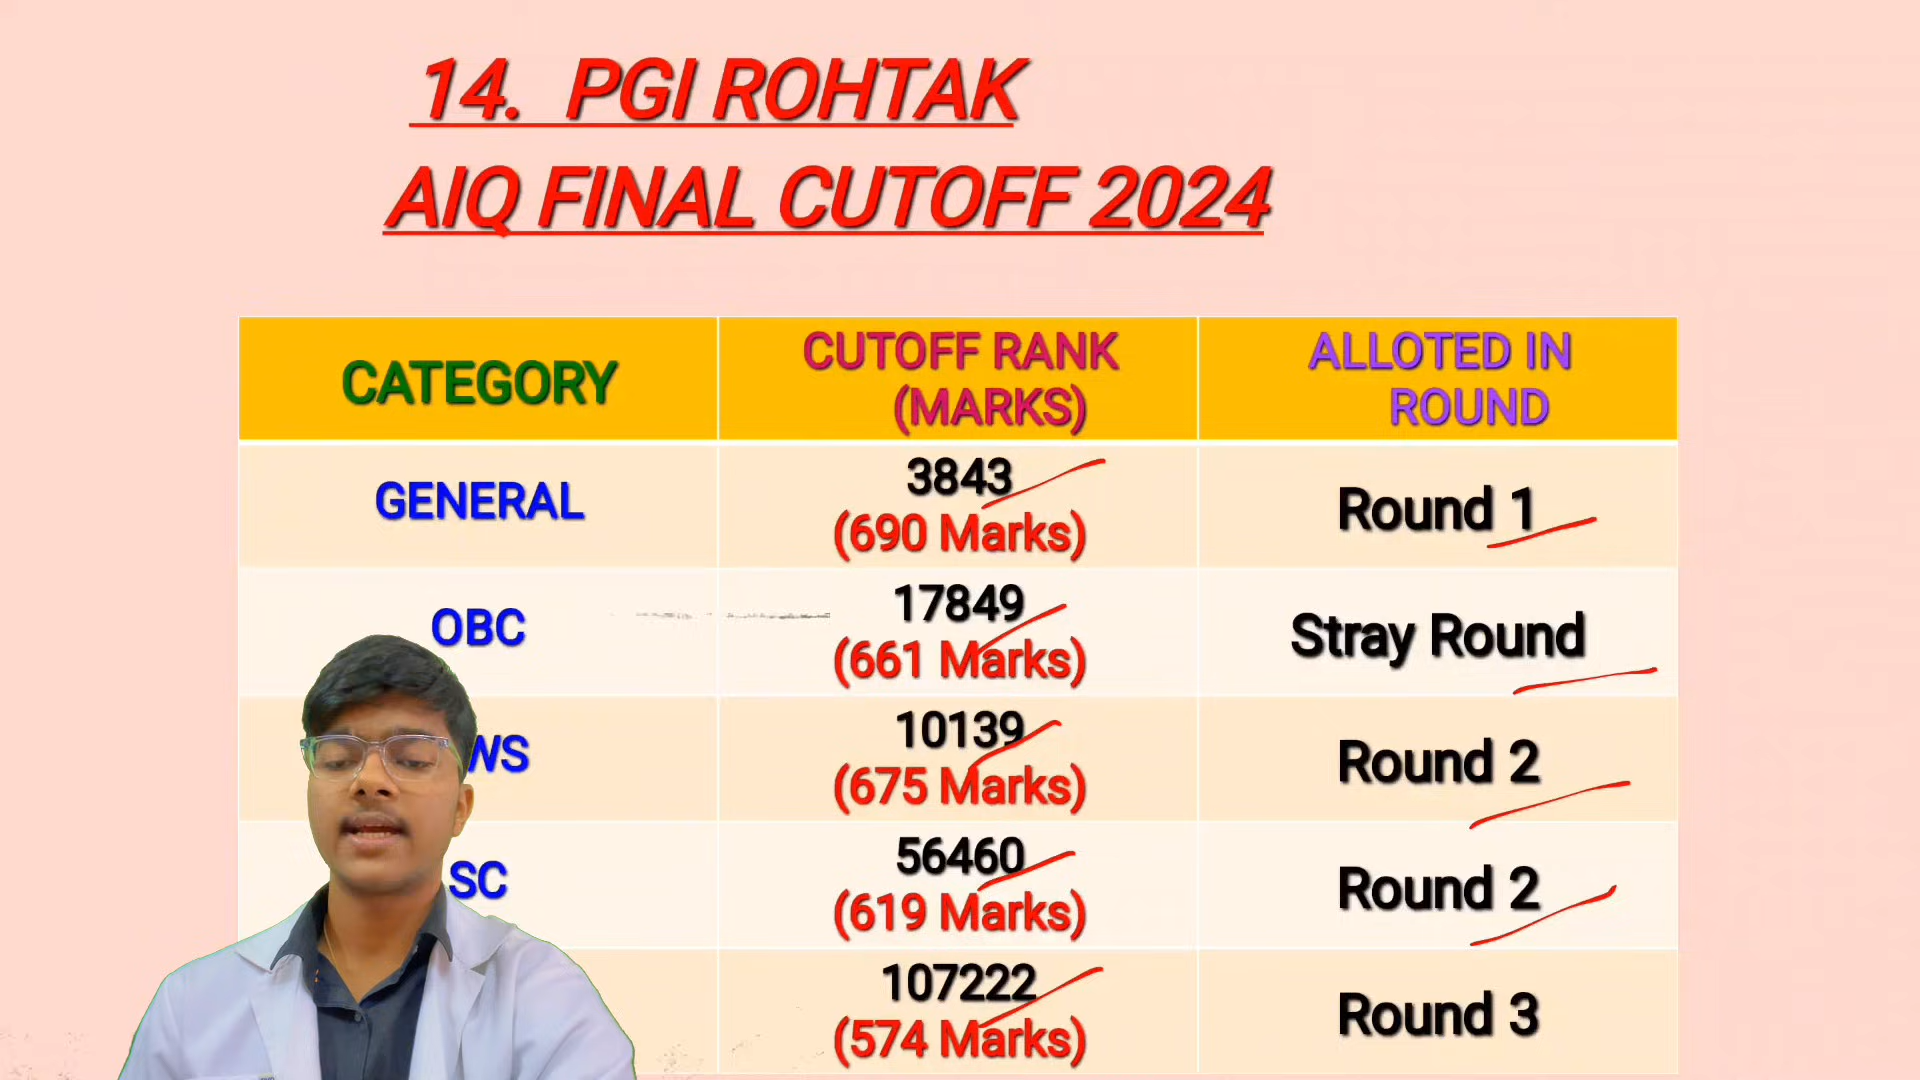 14. PGI ROHTAK
AIQ FINAL CUTOFF 2024
CATEGORY
CUTOFF RANK
(MARKS)
ALLOTED IN
ROUND
GENERAL
3843
(690 Marks)
Round 1
OBC
17849
(661 Marks)
Stray Round
WS
10139
(675 Marks)
Round 2
SC
56460
(619 Marks)
Round 2
107222
(574 Marks)
Round 3